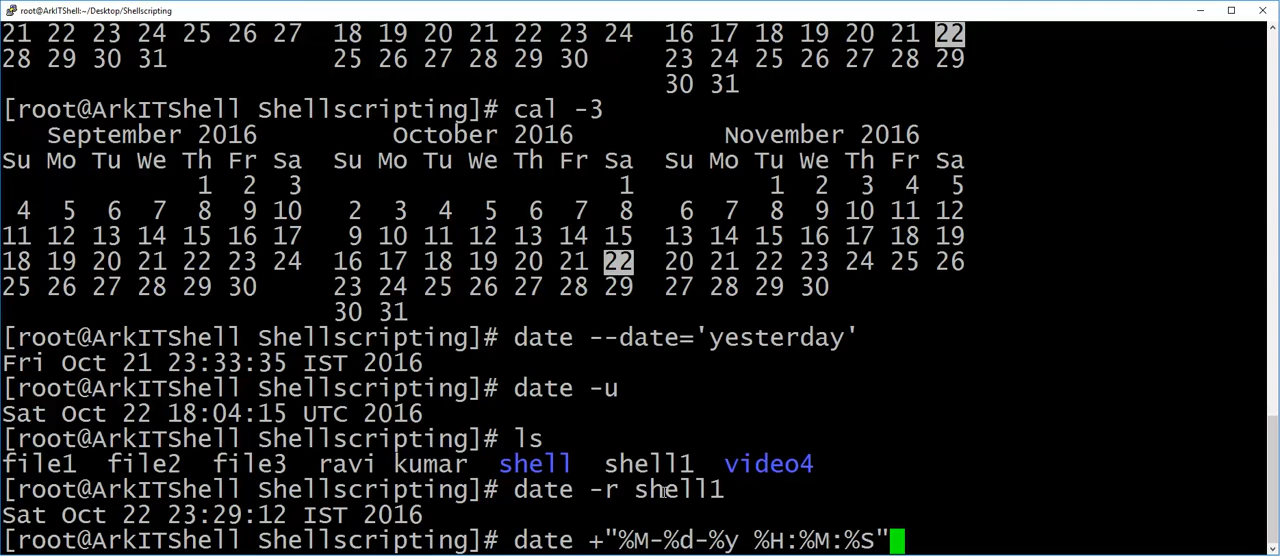 root@ArkITShell:~/Desktop/Shellscripting
21 22 23 24 25 26 27  18 19 20 21 22 23 24  16 17 18 19 20 21 22
28 29 30 31           25 26 27 28 29 30     23 24 25 26 27 28 29
                                            30 31
[root@ArkITShell Shellscripting]# cal -3
   September 2016         October 2016          November 2016
Su Mo Tu We Th Fr Sa  Su Mo Tu We Th Fr Sa  Su Mo Tu We Th Fr Sa
             1  2  3                     1         1  2  3  4  5
 4  5  6  7  8  9 10   2  3  4  5  6  7  8   6  7  8  9 10 11 12
11 12 13 14 15 16 17   9 10 11 12 13 14 15  13 14 15 16 17 18 19
18 19 20 21 22 23 24  16 17 18 19 20 21 22  20 21 22 23 24 25 26
25 26 27 28 29 30     23 24 25 26 27 28 29  27 28 29 30
                      30 31
[root@ArkITShell Shellscripting]# date --date='yesterday'
Fri Oct 21 23:33:35 IST 2016
[root@ArkITShell Shellscripting]# date -u
Sat Oct 22 18:04:15 UTC 2016
[root@ArkITShell Shellscripting]# ls
file1  file2  file3  ravi kumar  shell  shell1  video4
[root@ArkITShell Shellscripting]# date -r shell1
Sat Oct 22 23:29:12 IST 2016
[root@ArkITShell Shellscripting]# date +"%M-%d-%y %H:%M:%S"